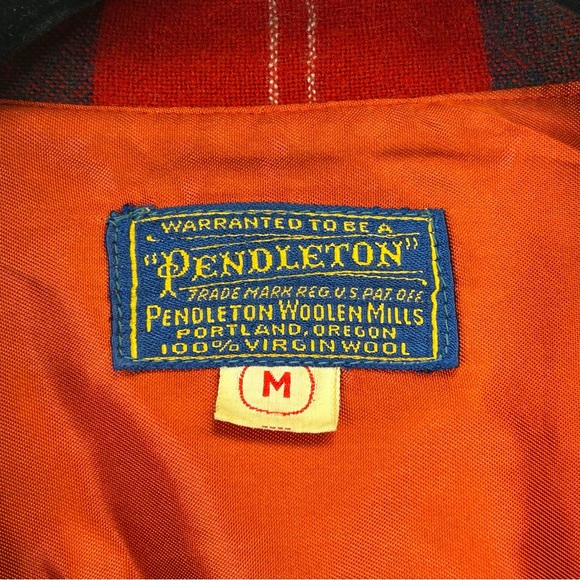 WARRANTED TO BE A
"PENDLETON"
TRADE MARK REG. U.S. PAT. OFF.
PENDLETON WOOLEN MILLS
PORTLAND, OREGON
100% VIRGIN WOOL
M